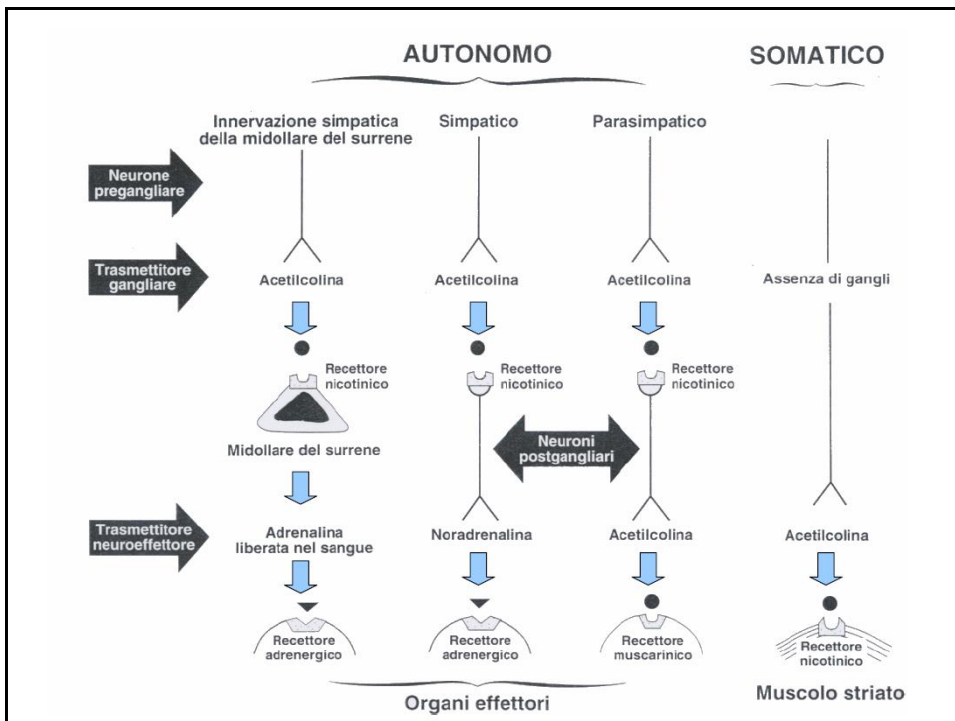 AUTONOMO
SOMATICO
Innervazione simpatica
della midollare del surrene
Simpatico
Parasimpatico
Neurone
pregangliare
Trasmettitore
gangliare
Acetilcolina
Acetilcolina
Acetilcolina
Assenza di gangli
Recettore
nicotinico
Recettore
nicotinico
Recettore
nicotinico
Midollare del surrene
Neuroni
postgangliari
Trasmettitore
neuroeffettore
Adrenalina
liberata nel sangue
Noradrenalina
Acetilcolina
Acetilcolina
Recettore
adrenergico
Recettore
adrenergico
Recettore
muscarinico
Recettore
nicotinico
Organi effettori
Muscolo striato